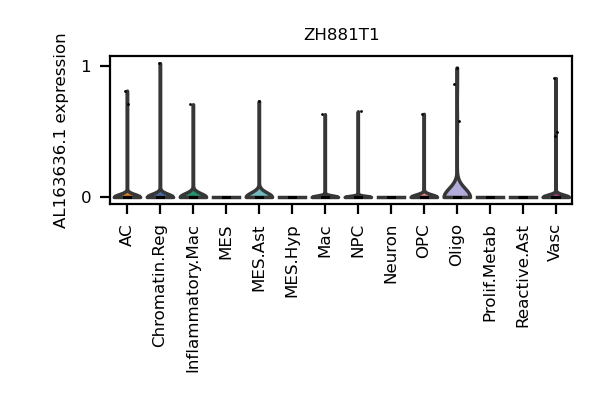 ZH881T1
AL163636.1 expression
1
0
AC
Chromatin.Reg
Inflammatory.Mac
MES
MES.Ast
MES.Hyp
Mac
NPC
Neuron
OPC
Oligo
Prolif.Metab
Reactive.Ast
Vasc